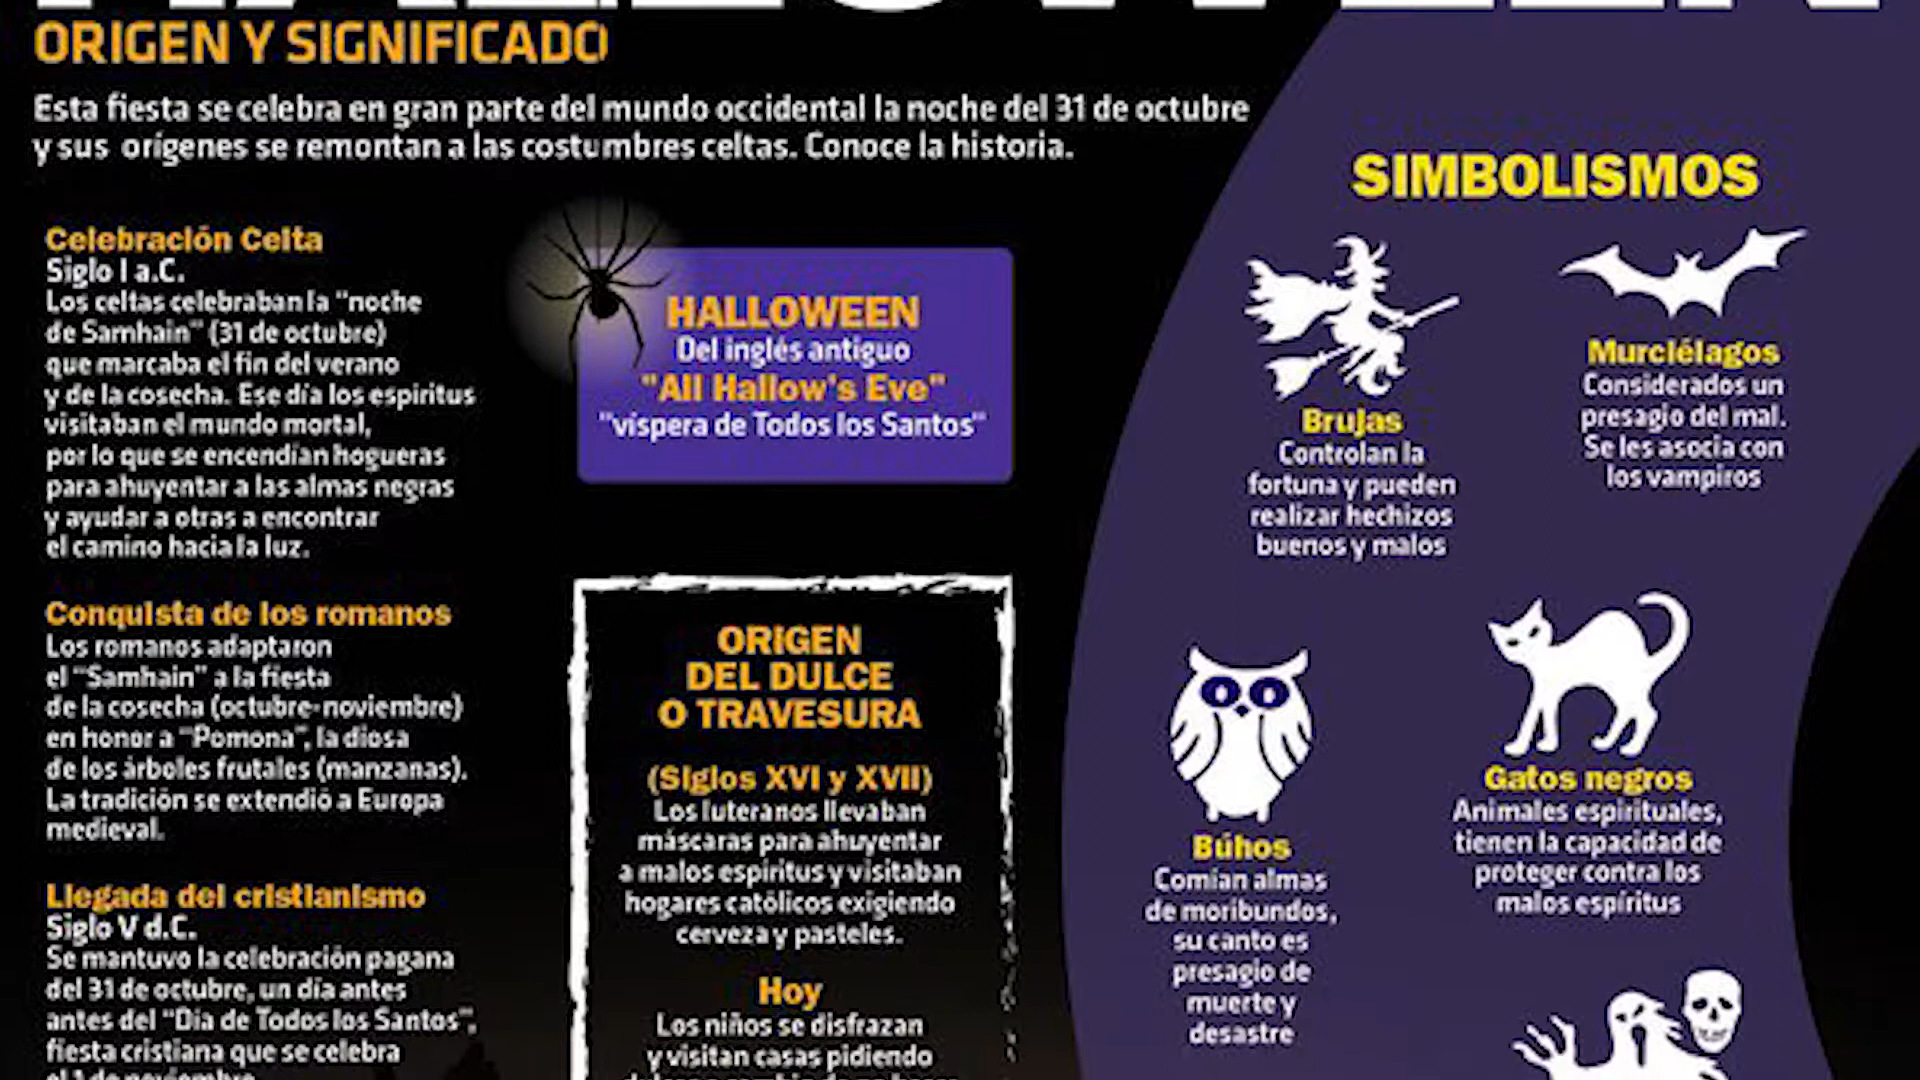 ORIGEN Y SIGNIFICADO
Esta fiesta se celebra en gran parte del mundo occidental la noche del 31 de octubre
y sus orígenes se remontan a las costumbres celtas. Conoce la historia.
Celebración Celta
Siglo I a.C.
Los celtas celebraban la "noche
de Samhain" (31 de octubre)
que marcaba el fin del verano
y de la cosecha. Ese día los espíritus
visitaban el mundo mortal,
por lo que se encendían hogueras
para ahuyentar a las almas negras
y ayudar a otras a encontrar
el camino hacia la luz.
Conquista de los romanos
Los romanos adaptaron
el "Samhain" a la fiesta
de la cosecha (octubre-noviembre)
en honor a "Pomona", la diosa
de los árboles frutales (manzanas).
La tradición se extendió a Europa
medieval.
Llegada del cristianismo
Siglo V d.C.
Se mantuvo la celebración pagana
del 31 de octubre, un día antes
antes del "Día de Todos los Santos",
fiesta cristiana que se celebra
el 1 de noviembre
HALLOWEEN
Del inglés antiguo
"All Hallow's Eve"
"víspera de Todos los Santos"
ORIGEN
DEL DULCE
O TRAVESURA
(Siglos XVI y XVII)
Los luteranos llevaban
máscaras para ahuyentar
a malos espíritus y visitaban
hogares católicos exigiendo
cerveza y pasteles.
Hoy
Los niños se disfrazan
y visitan casas pidiendo
SIMBOLISMOS
Brujas
Controlan la
fortuna y pueden
realizar hechizos
buenos y malos
Murciélagos
Considerados un
presagio del mal.
Se les asocia con
los vampiros
Búhos
Comían almas
de moribundos,
su canto es
presagio de
muerte y
desastre
Gatos negros
Animales espirituales,
tienen la capacidad de
proteger contra los
malos espíritus